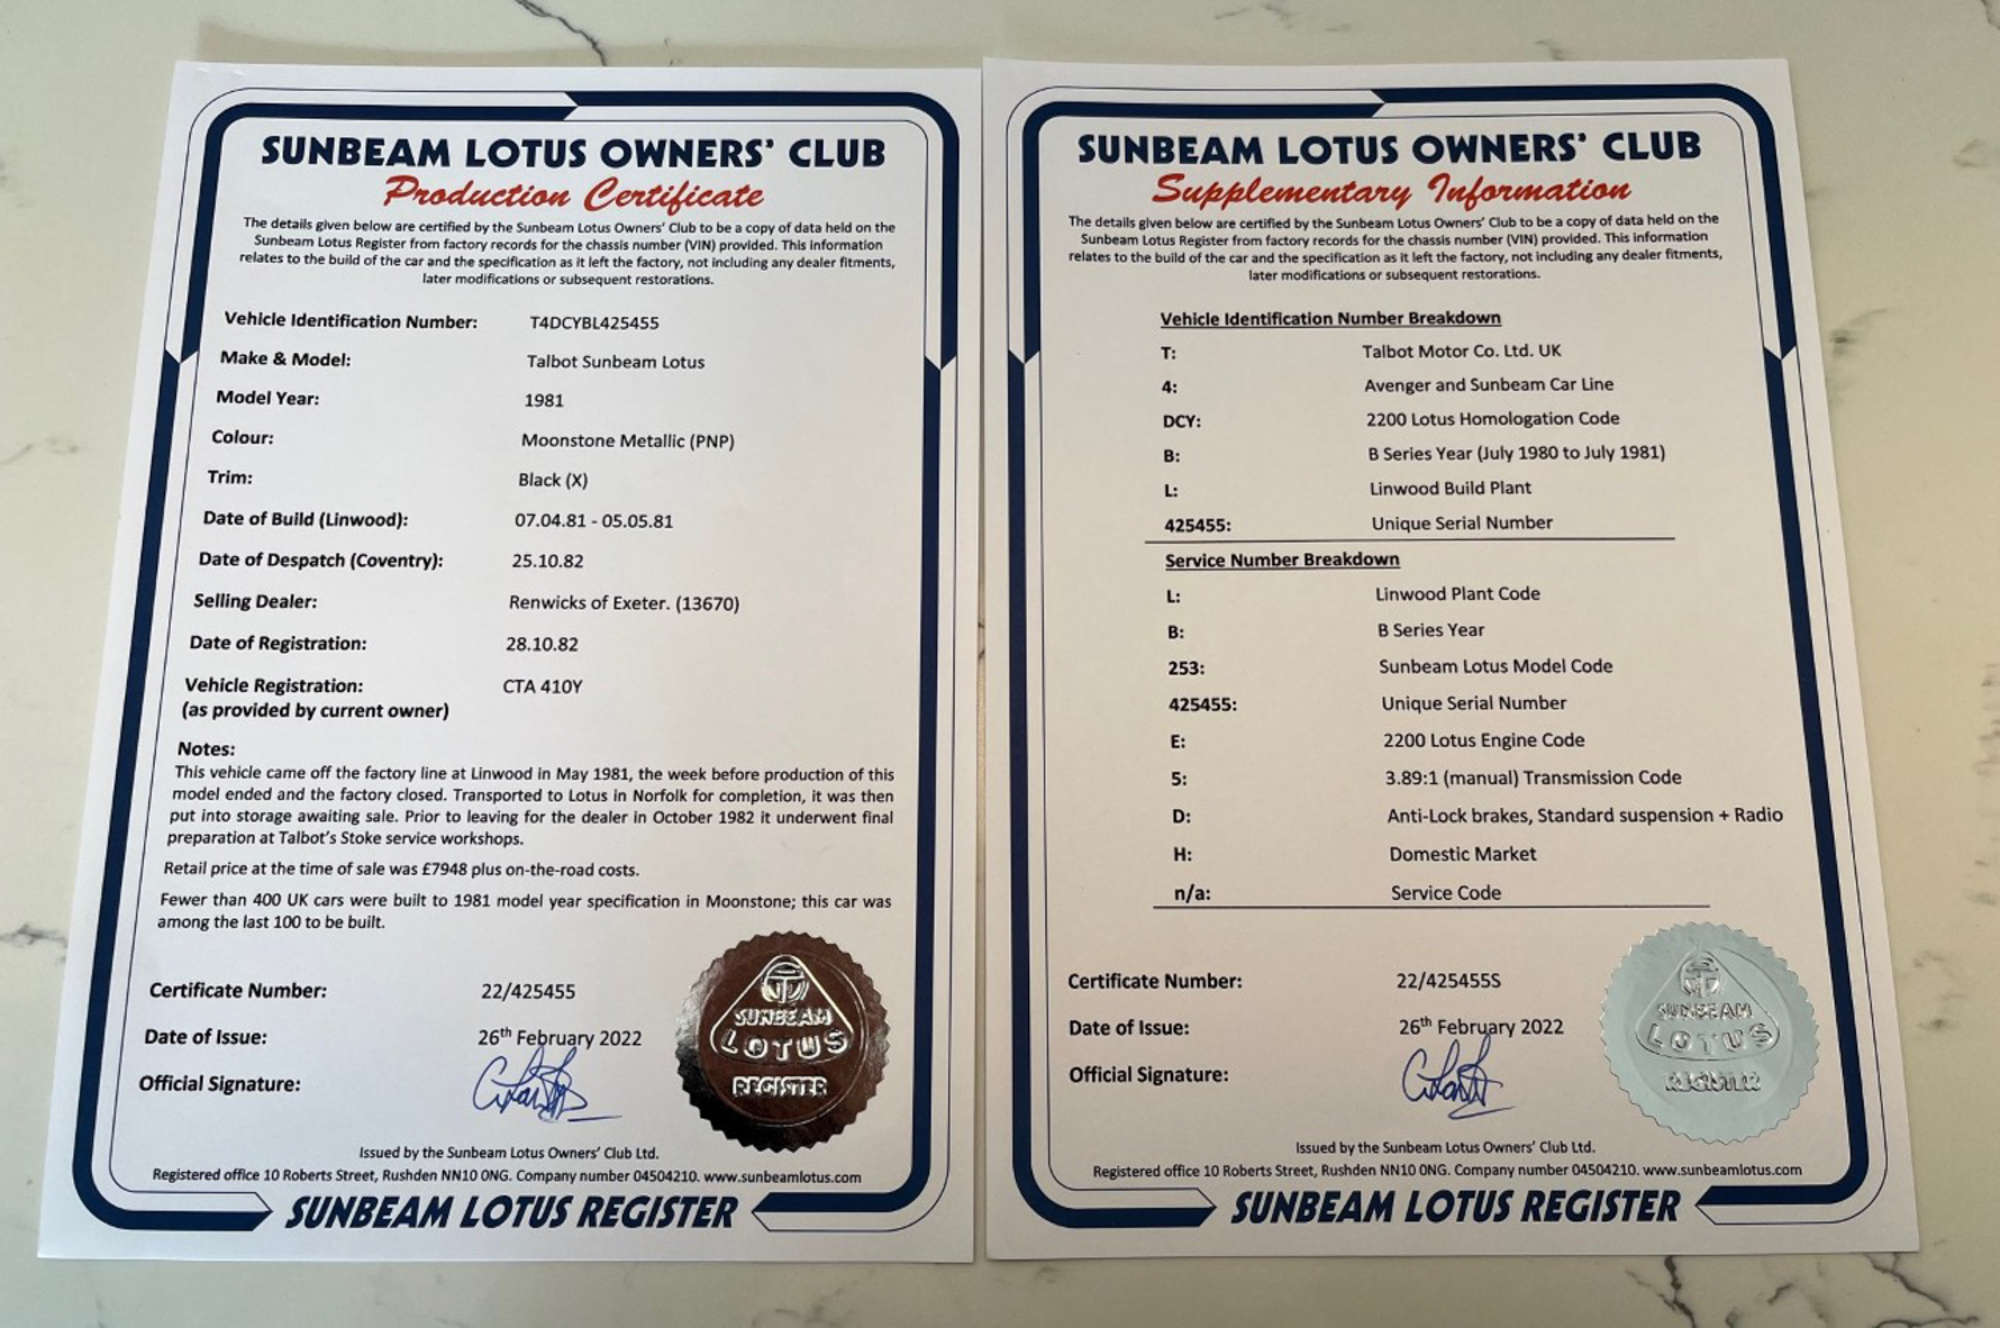 SUNBEAM LOTUS OWNERS' CLUB
Production Certificate
The details given below are certified by the Sunbeam Lotus Owners' Club to be a copy of data held on the
Sunbeam Lotus Register from factory records for the chassis number (VIN) provided. This information
relates to the build of the car and the specification as it left the factory, not including any dealer fitments,
later modifications or subsequent restorations.
Vehicle Identification Number: T4DCYBL425455
Make & Model: Talbot Sunbeam Lotus
Model Year: 1981
Colour: Moonstone Metallic (PNP)
Trim: Black (X)
Date of Build (Linwood): 07.04.81 - 05.05.81
Date of Despatch (Coventry): 25.10.82
Selling Dealer: Renwicks of Exeter. (13670)
Date of Registration: 28.10.82
Vehicle Registration: CTA 410Y
(as provided by current owner)
Notes:
This vehicle came off the factory line at Linwood in May 1981, the week before production of this
model ended and the factory closed. Transported to Lotus in Norfolk for completion, it was then
put into storage awaiting sale. Prior to leaving for the dealer in October 1982 it underwent final
preparation at Talbot's Stoke service workshops.
Retail price at the time of sale was £7948 plus on-the-road costs.
Fewer than 400 UK cars were built to 1981 model year specification in Moonstone; this car was
among the last 100 to be built.
Certificate Number: 22/425455
Date of Issue: 26th February 2022
Official Signature:
SUNBEAM
LOTUS
REGISTER
Issued by the Sunbeam Lotus Owners' Club Ltd.
Registered office 10 Roberts Street, Rushden NN10 0NG. Company number 04504210. www.sunbeamlotus.com
SUNBEAM LOTUS REGISTER
SUNBEAM LOTUS OWNERS' CLUB
Supplementary Information
The details given below are certified by the Sunbeam Lotus Owners' Club to be a copy of data held on the
Sunbeam Lotus Register from factory records for the chassis number (VIN) provided. This information
relates to the build of the car and the specification as it left the factory, not including any dealer fitments,
later modifications or subsequent restorations.
Vehicle Identification Number Breakdown
T: Talbot Motor Co. Ltd. UK
4: Avenger and Sunbeam Car Line
DCY: 2200 Lotus Homologation Code
B: B Series Year (July 1980 to July 1981)
L: Linwood Build Plant
425455: Unique Serial Number
Service Number Breakdown
L: Linwood Plant Code
B: B Series Year
253: Sunbeam Lotus Model Code
425455: Unique Serial Number
E: 2200 Lotus Engine Code
5: 3.89:1 (manual) Transmission Code
D: Anti-Lock brakes, Standard suspension + Radio
H: Domestic Market
n/a: Service Code
Certificate Number: 22/425455S
Date of Issue: 26th February 2022
Official Signature:
SUNBEAM
LOTUS
REGISTER
Issued by the Sunbeam Lotus Owners' Club Ltd.
Registered office 10 Roberts Street, Rushden NN10 0NG. Company number 04504210. www.sunbeamlotus.com
SUNBEAM LOTUS REGISTER